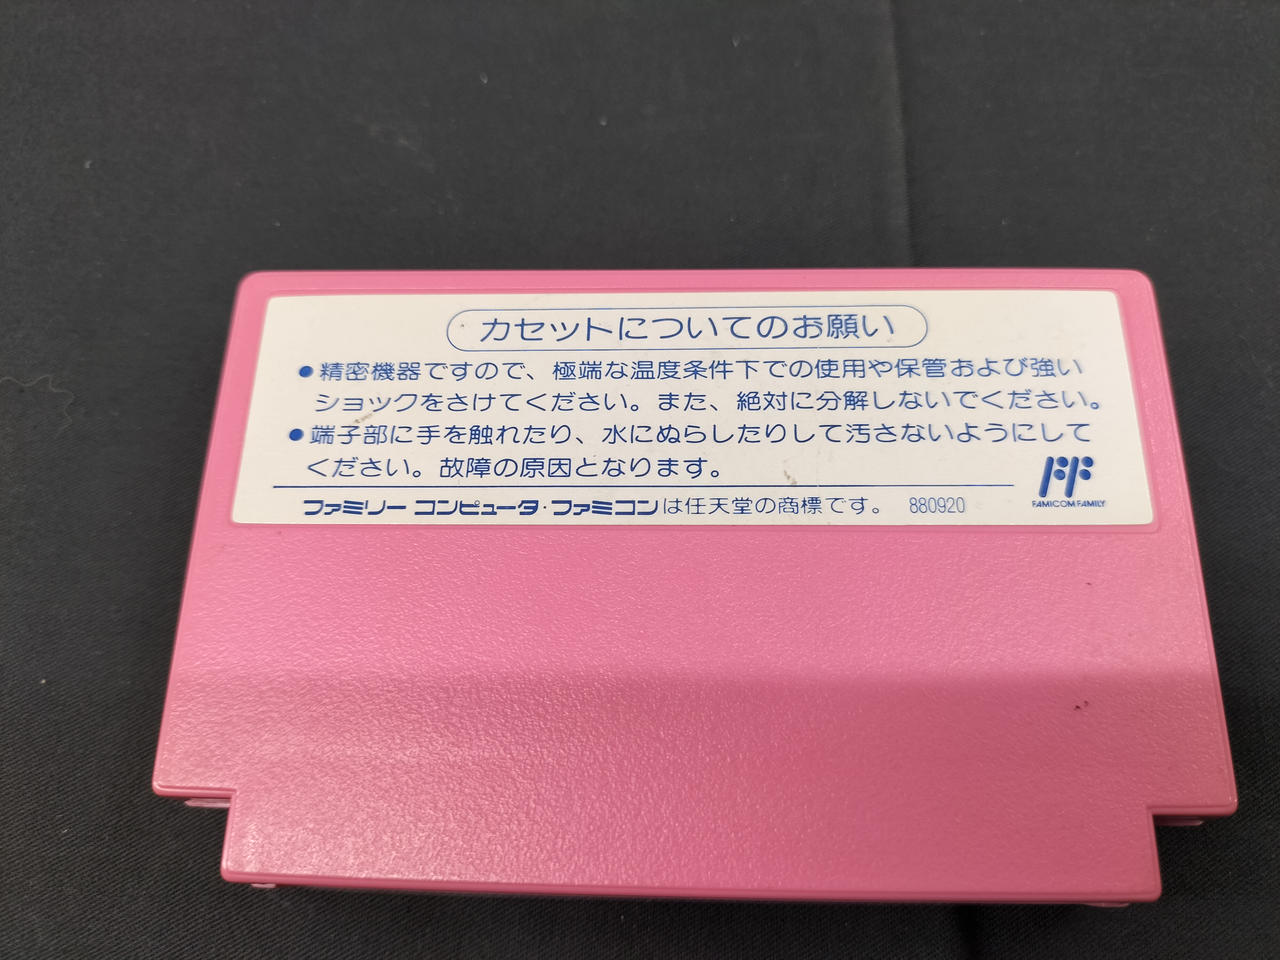 カセットについてのお願い
●精密機器ですので、極端な温度条件下での使用や保管および強い
ショックをさけてください。また、絶対に分解しないでください。
●端子部に手を触れたり、水にぬらしたりして汚さないようにして
ください。故障の原因となります。
ファミリー コンピュータ・ファミコンは任天堂の商標です。 880920
FF
FAMICOM FAMILY